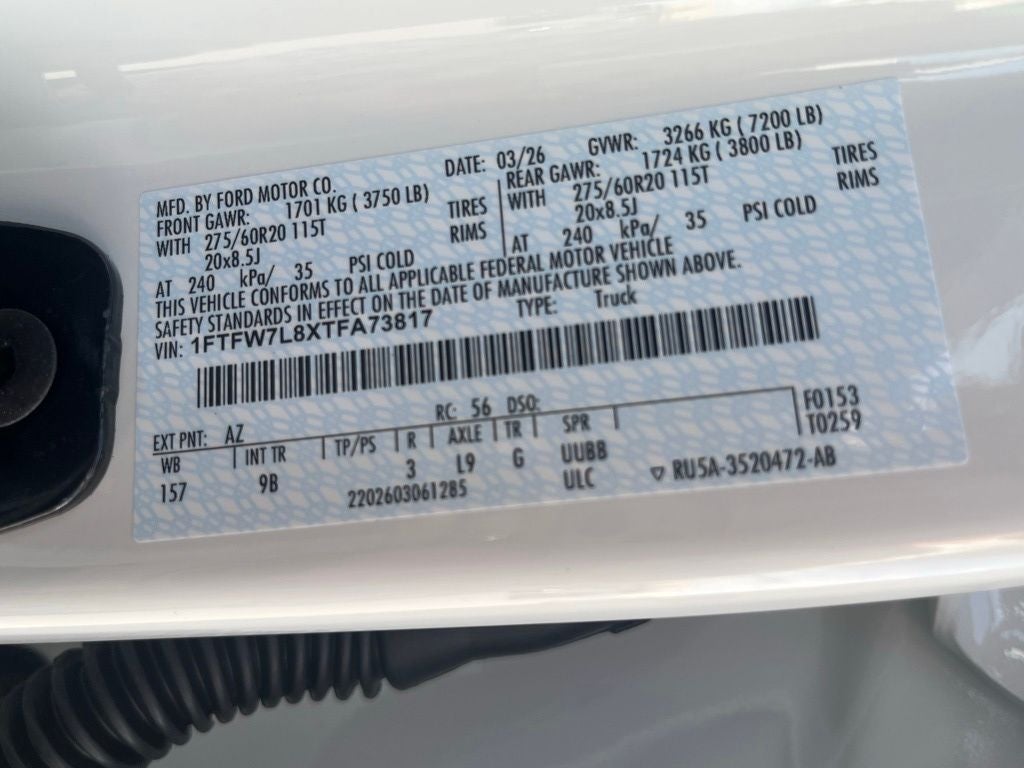 MFD. BY FORD MOTOR CO. DATE: 03/26 GVWR: 3266 KG ( 7200 LB)
FRONT GAWR: 1701 KG ( 3750 LB) REAR GAWR: 1724 KG ( 3800 LB)
WITH 275/60R20 115T TIRES WITH 275/60R20 115T TIRES
20x8.5J RIMS 20x8.5J RIMS
AT 240 kPa/ 35 PSI COLD AT 240 kPa/ 35 PSI COLD
THIS VEHICLE CONFORMS TO ALL APPLICABLE FEDERAL MOTOR VEHICLE
SAFETY STANDARDS IN EFFECT ON THE DATE OF MANUFACTURE SHOWN ABOVE.
VIN: 1FTFW7L8XTFA73817 TYPE: Truck
EXT PNT: AZ RC: 56 DSO: F0153
WB INT TR TP/PS R AXLE TR SPR T0259
157 9B 3 L9 G UUBB
2202603061285 ULC ▽ RU5A-3520472-AB